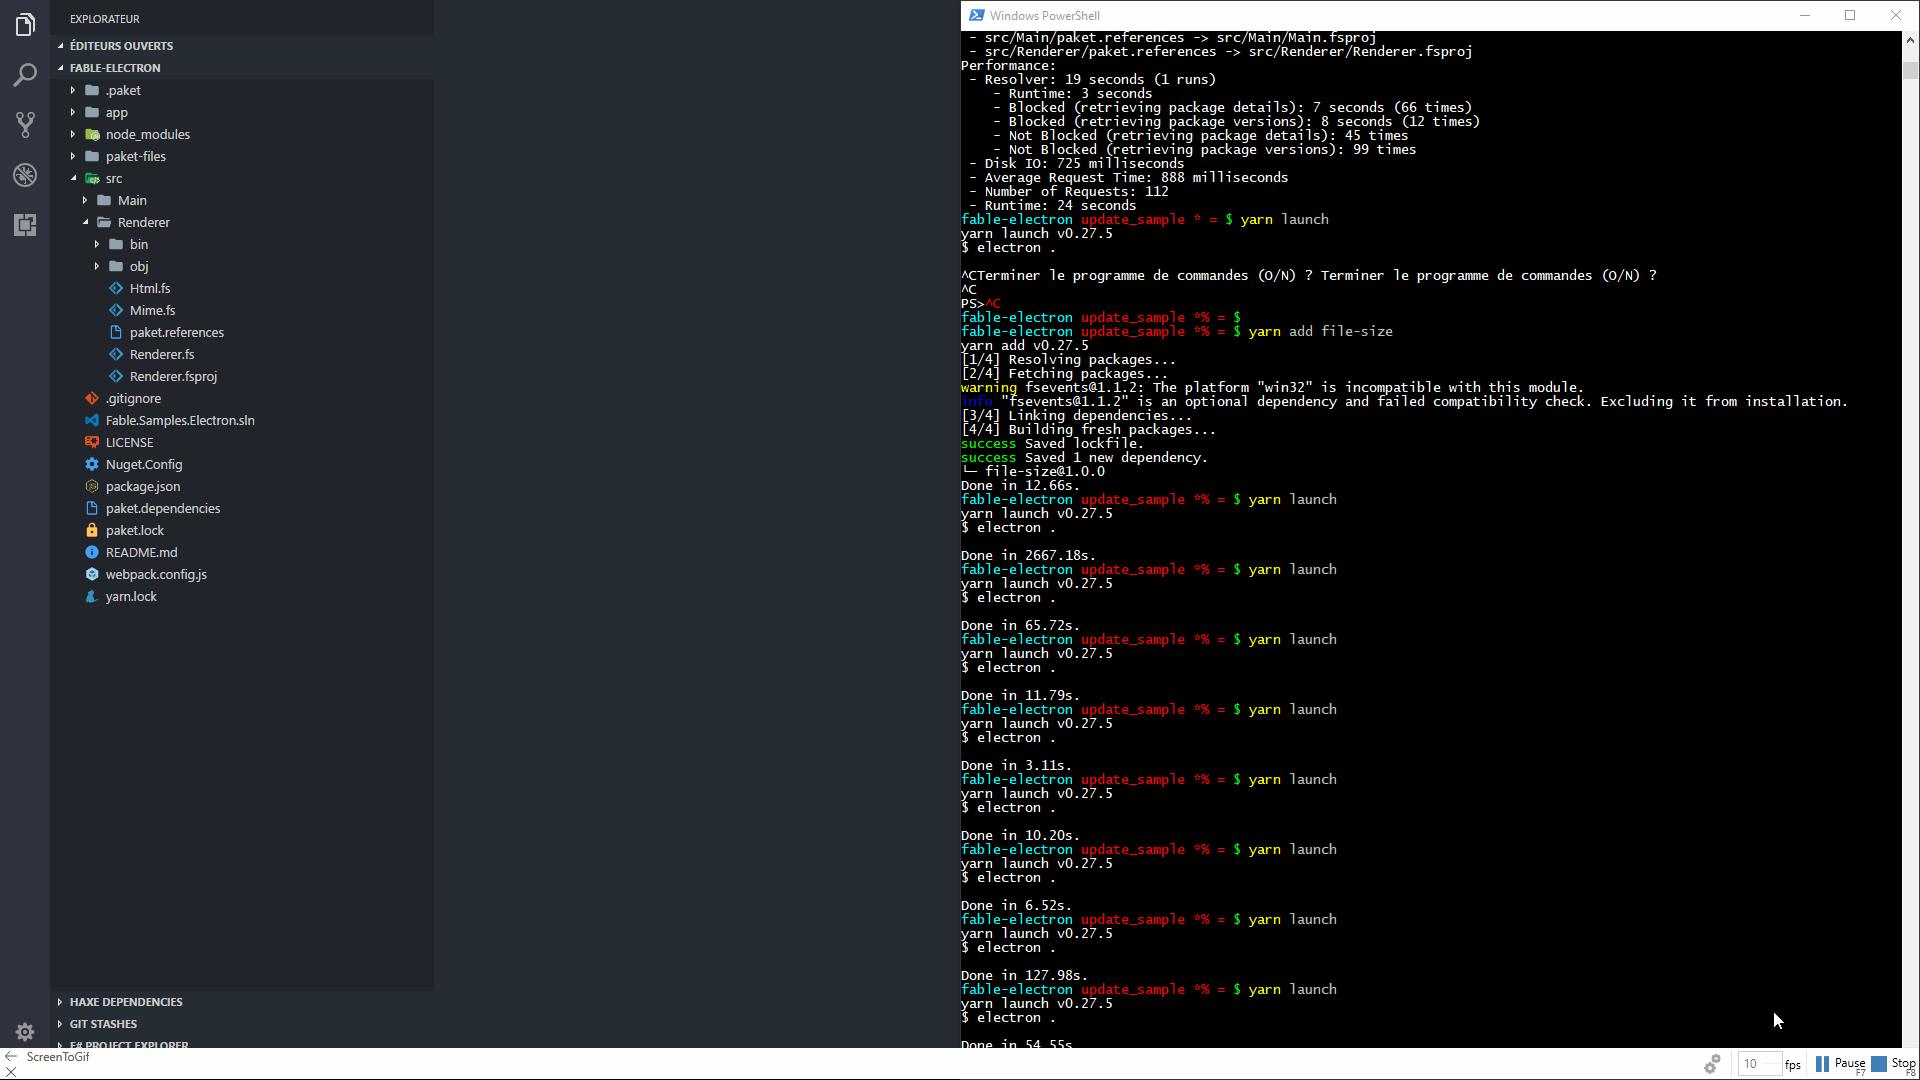 EXPLORATEUR
ÉDITEURS OUVERTS
FABLE-ELECTRON
.paket
app
node_modules
paket-files
src
Main
Renderer
bin
obj
Html.fs
Mime.fs
paket.references
Renderer.fs
Renderer.fsproj
.gitignore
Fable.Samples.Electron.sln
LICENSE
Nuget.Config
package.json
paket.dependencies
paket.lock
README.md
webpack.config.js
yarn.lock
HAXE DEPENDENCIES
GIT STASHES
F# PROJECT EXPLORER
Windows PowerShell
- src/Main/paket.references -> src/Main/Main.fsproj
- src/Renderer/paket.references -> src/Renderer/Renderer.fsproj
Performance:
- Resolver: 19 seconds (1 runs)
- Runtime: 3 seconds
- Blocked (retrieving package details): 7 seconds (66 times)
- Blocked (retrieving package versions): 8 seconds (12 times)
- Not Blocked (retrieving package details): 45 times
- Not Blocked (retrieving package versions): 99 times
- Disk IO: 725 milliseconds
- Average Request Time: 888 milliseconds
- Number of Requests: 112
- Runtime: 24 seconds
fable-electron update_sample * = $ yarn launch
yarn launch v0.27.5
$ electron .
^CTerminer le programme de commandes (O/N) ? Terminer le programme de commandes (O/N) ?
^C
PS>^C
fable-electron update_sample *% = $
fable-electron update_sample *% = $ yarn add file-size
yarn add v0.27.5
[1/4] Resolving packages...
[2/4] Fetching packages...
warning fsevents@1.1.2: The platform "win32" is incompatible with this module.
info "fsevents@1.1.2" is an optional dependency and failed compatibility check. Excluding it from installation.
[3/4] Linking dependencies...
[4/4] Building fresh packages...
success Saved lockfile.
success Saved 1 new dependency.
└─ file-size@1.0.0
Done in 12.66s.
fable-electron update_sample *% = $ yarn launch
yarn launch v0.27.5
$ electron .
Done in 2667.18s.
fable-electron update_sample *% = $ yarn launch
yarn launch v0.27.5
$ electron .
Done in 65.72s.
fable-electron update_sample *% = $ yarn launch
yarn launch v0.27.5
$ electron .
Done in 11.79s.
fable-electron update_sample *% = $ yarn launch
yarn launch v0.27.5
$ electron .
Done in 3.11s.
fable-electron update_sample *% = $ yarn launch
yarn launch v0.27.5
$ electron .
Done in 10.20s.
fable-electron update_sample *% = $ yarn launch
yarn launch v0.27.5
$ electron .
Done in 6.52s.
fable-electron update_sample *% = $ yarn launch
yarn launch v0.27.5
$ electron .
Done in 127.98s.
fable-electron update_sample *% = $ yarn launch
yarn launch v0.27.5
$ electron .
Done in 54.55s.
ScreenToGif
10 fps
Pause F7
Stop F8